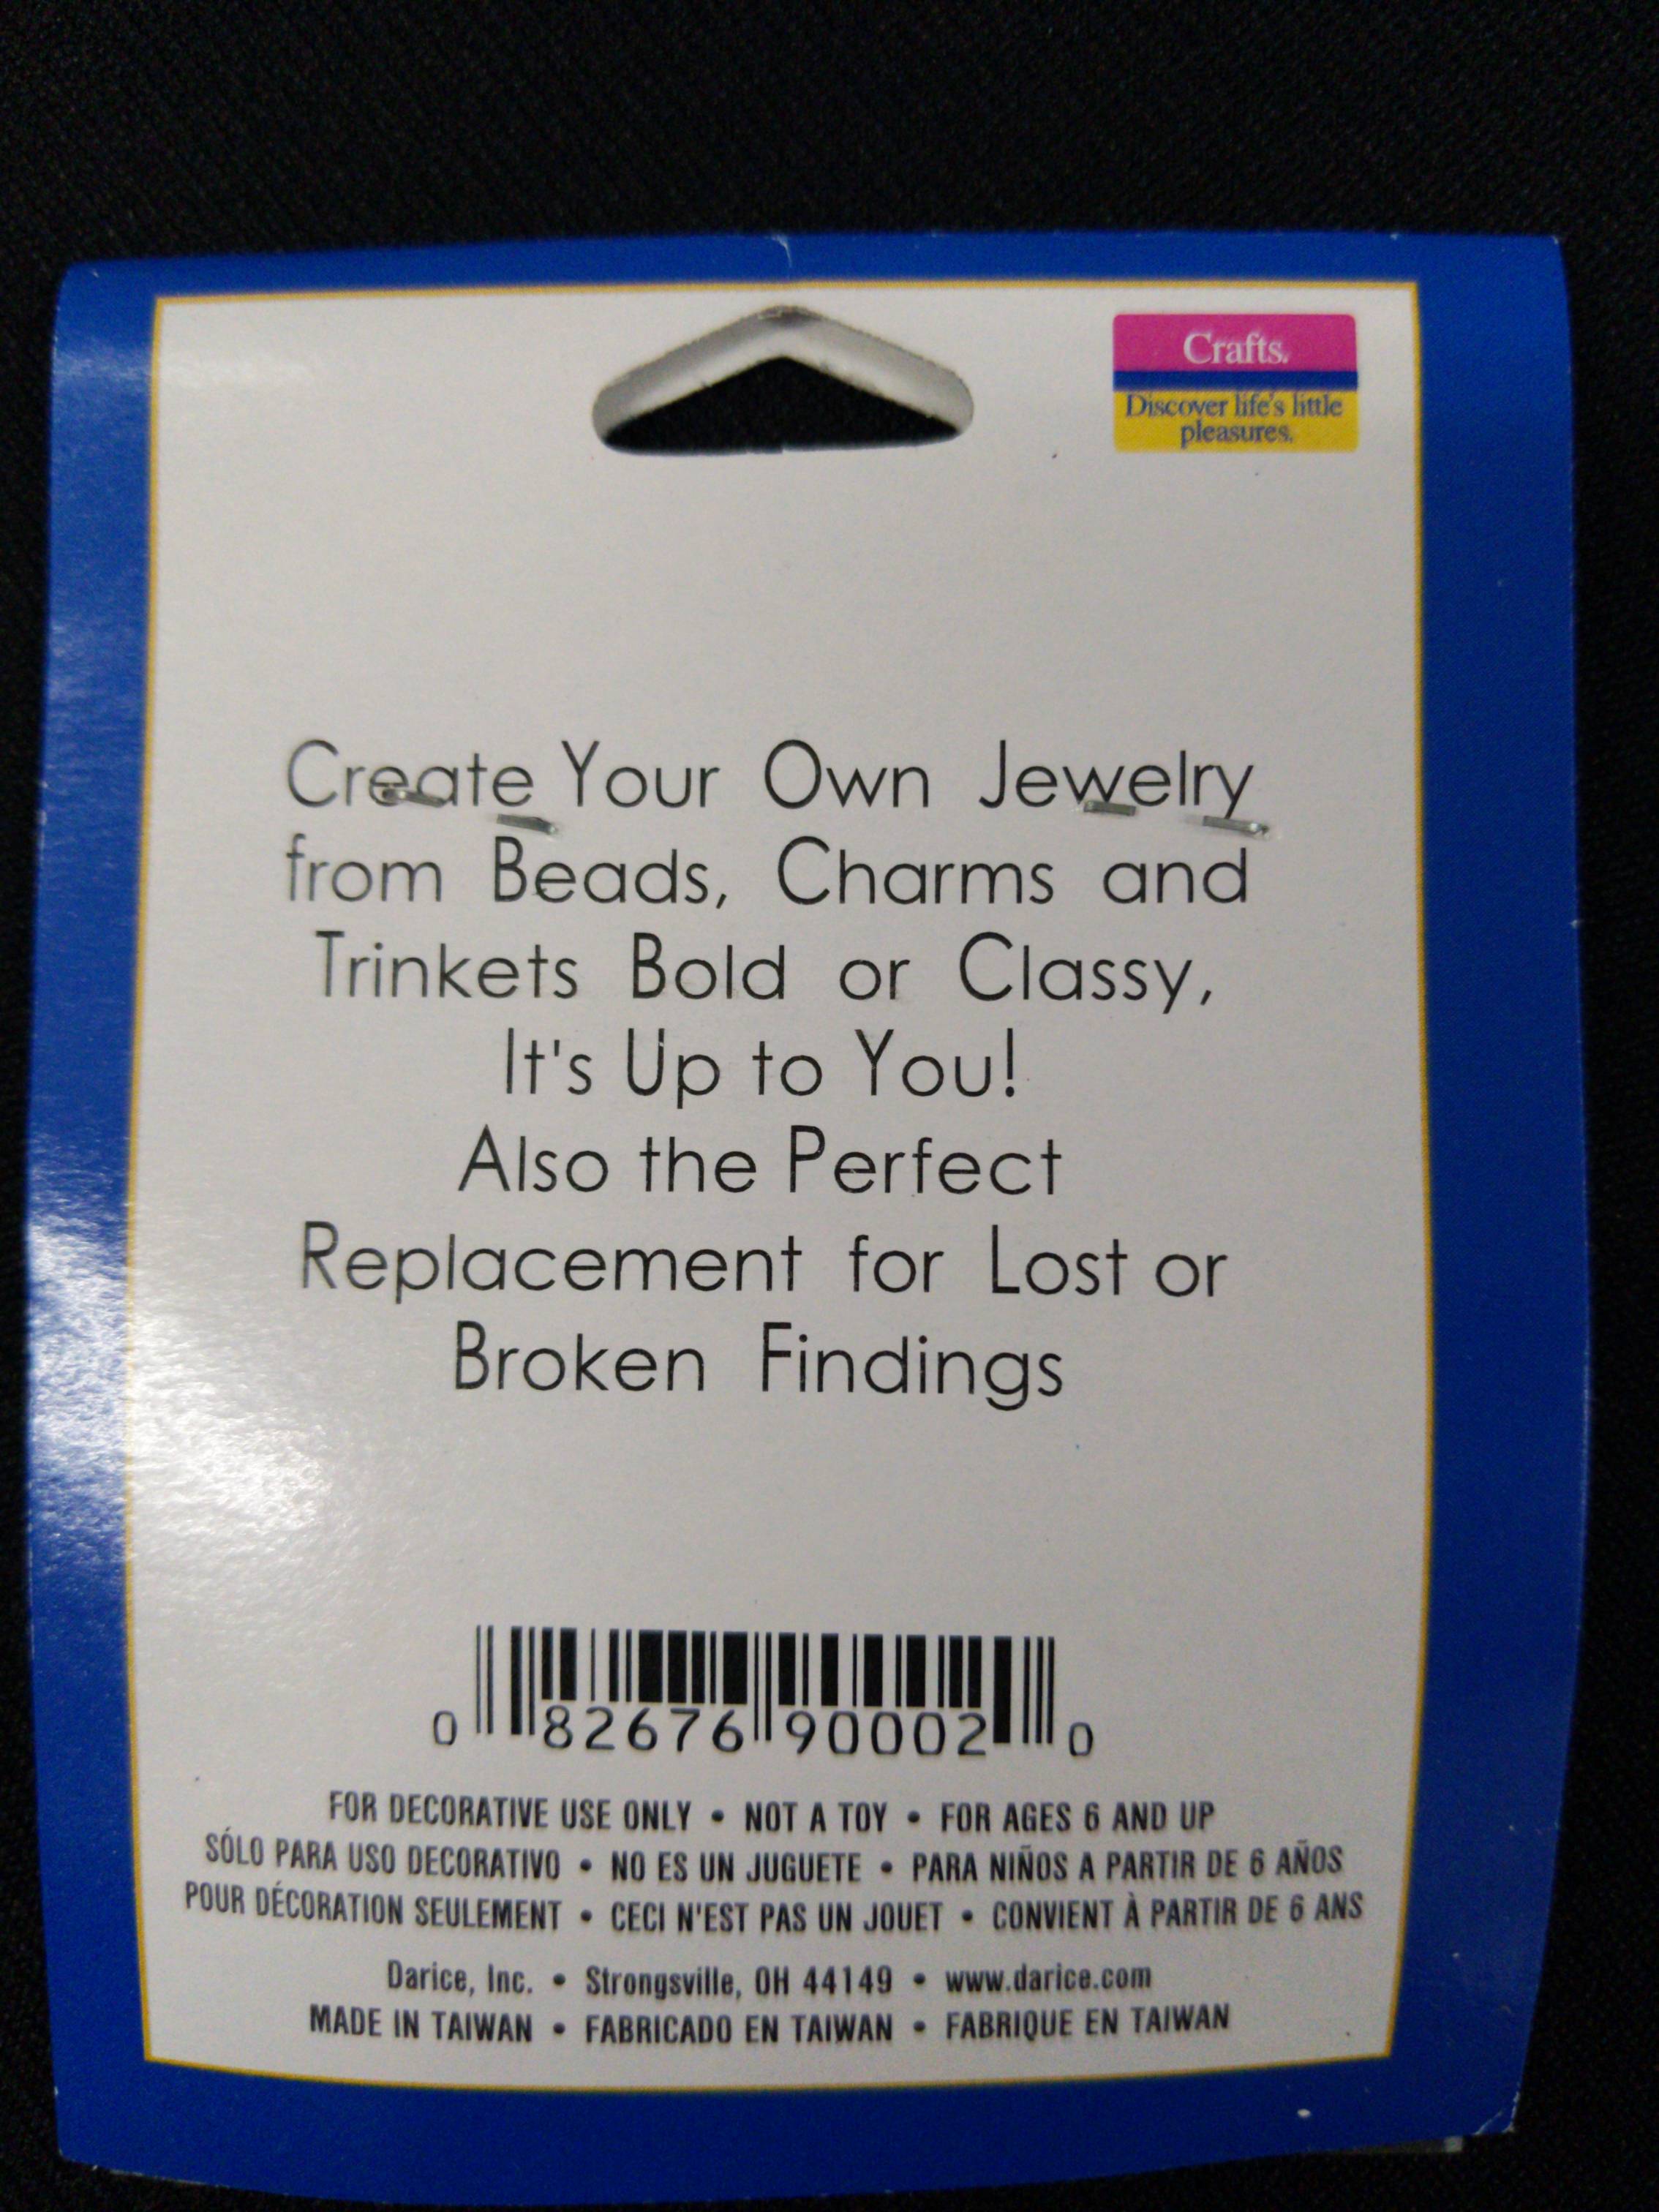 Crafts.
Discover life's little
pleasures.
Create Your Own Jewelry
from Beads, Charms and
Trinkets Bold or Classy,
It's Up to You!
Also the Perfect
Replacement for Lost or
Broken Findings
0 82676 90002 0
FOR DECORATIVE USE ONLY • NOT A TOY • FOR AGES 6 AND UP
SÓLO PARA USO DECORATIVO • NO ES UN JUGUETE • PARA NIÑOS A PARTIR DE 6 AÑOS
POUR DÉCORATION SEULEMENT • CECI N'EST PAS UN JOUET • CONVIENT À PARTIR DE 6 ANS
Darice, Inc. • Strongsville, OH 44149 • www.darice.com
MADE IN TAIWAN • FABRICADO EN TAIWAN • FABRIQUE EN TAIWAN